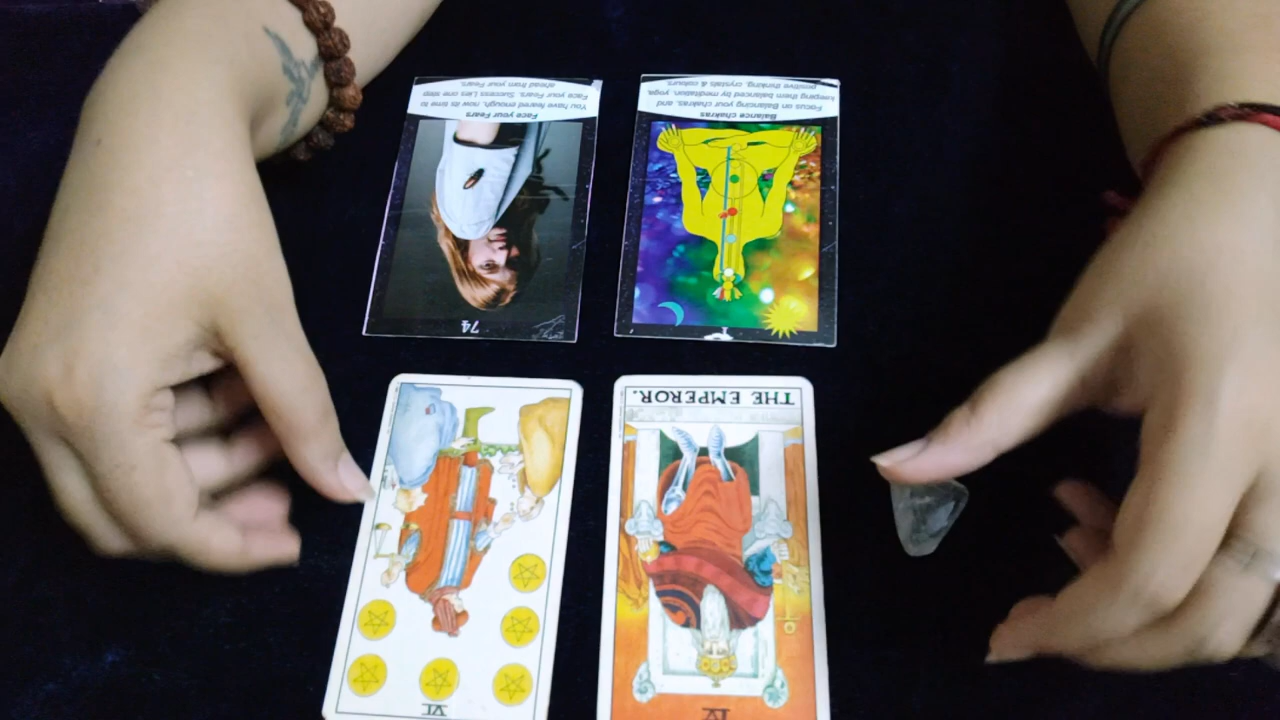 74
Face your Fears
You have feared enough, now its time to
Face your Fears, Success Lies one step
ahead from your Fears.
Balance chakras
Focus on Balancing your chakras, and
keeping them balanced by meditation, yoga,
positive thinking, crystals & colours
VI
IV
THE EMPEROR.